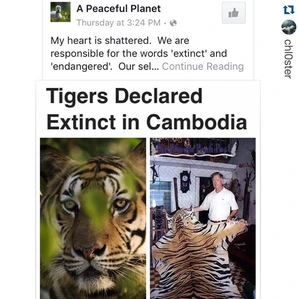 A Peaceful Planet
Thursday at 3:24 PM ·
My heart is shattered. We are
responsible for the words 'extinct' and
'endangered'. Our sel... Continue Reading
Tigers Declared
Extinct in Cambodia
chl0ster